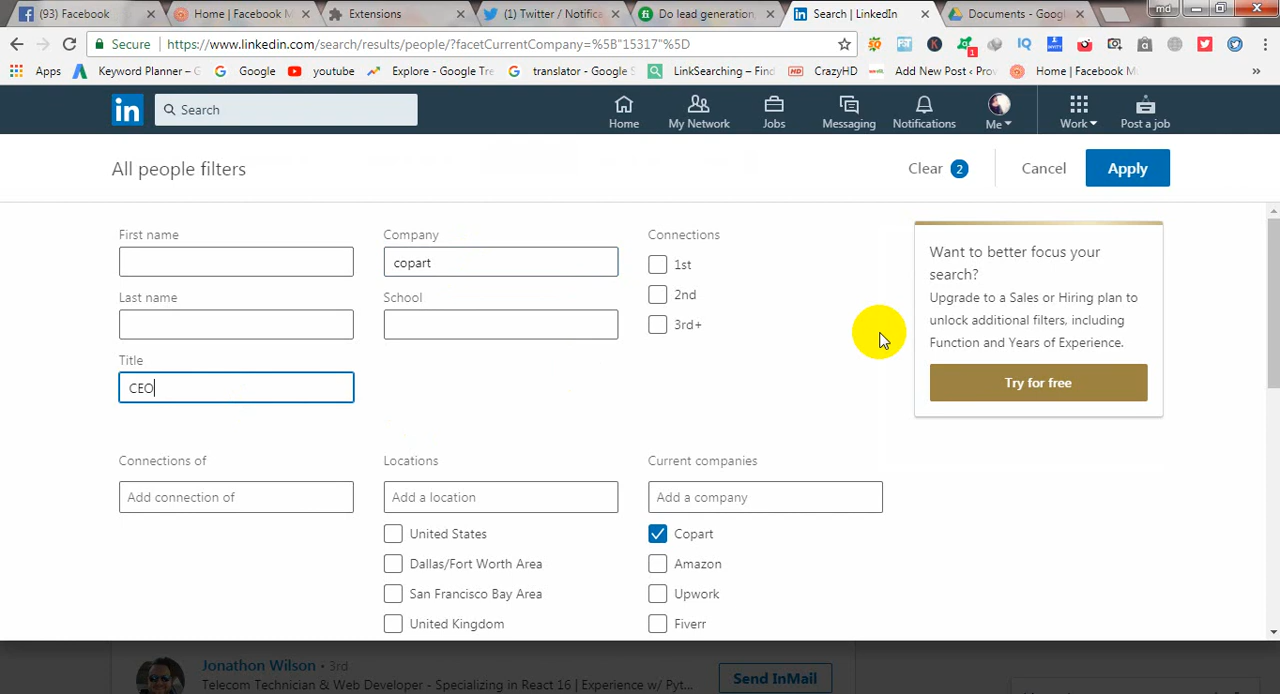 (93) Facebook
Home | Facebook M
Extensions
(1) Twitter / Notifica
Do lead generation
Search | LinkedIn
Documents - Googl
md
Secure
https://www.linkedin.com/search/results/people/?facetCurrentCompany=%5B"15317"%5D
Apps
Keyword Planner – G
Google
youtube
Explore - Google Tre
translator - Google S
LinkSearching – Find
CrazyHD
Add New Post ‹ Prov
Home | Facebook Mu
»
in
Search
Home
My Network
Jobs
Messaging
Notifications
Me
Work
Post a job
All people filters
Clear 2
Cancel
Apply
First name
Company
Connections
copart
1st
2nd
3rd+
Last name
School
Title
CEO
Want to better focus your
search?
Upgrade to a Sales or Hiring plan to
unlock additional filters, including
Function and Years of Experience.
Try for free
Connections of
Locations
Current companies
Add connection of
Add a location
Add a company
United States
Copart
Dallas/Fort Worth Area
Amazon
San Francisco Bay Area
Upwork
United Kingdom
Fiverr
Jonathon Wilson • 3rd
Telecom Technician & Web Developer - Specializing in React 16 | Experience w/ Pyt...
Send InMail